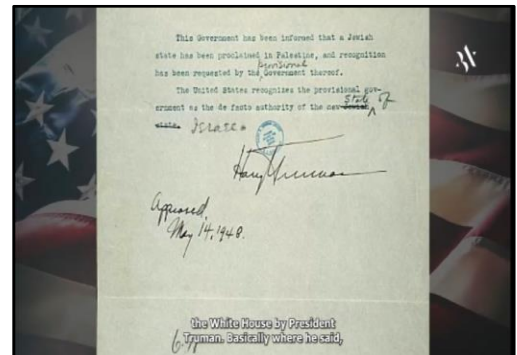 This Government has been informed that a Jewish
state has been proclaimed in Palestine, and recognition
provisional
has been requested by the Government thereof.
The United States recognizes the provisional gov-
ernment as the de facto authority of the new Jewish
State of
state. Israel.
Harry Truman
Approved,
May 14, 1948.
the White House by President
Truman. Basically where he said,